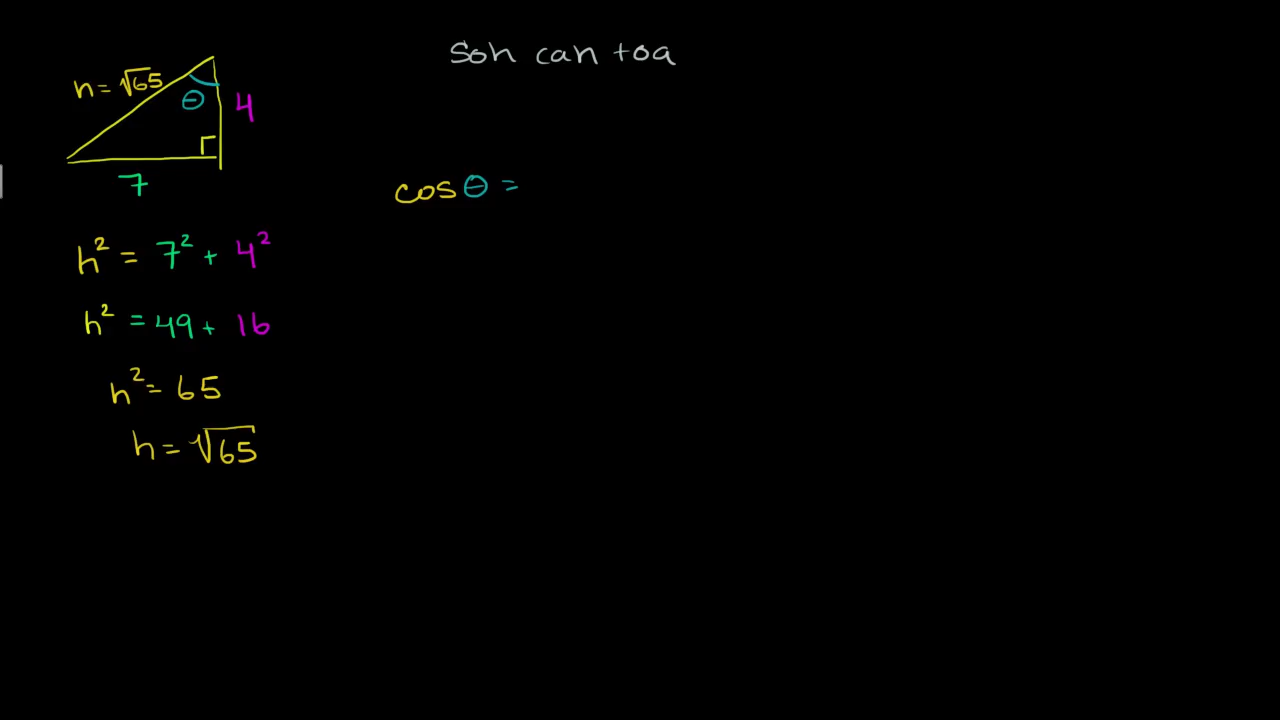 Soh cah toa
h = √65
θ
4
7
cos θ =
h² = 7² + 4²
h² = 49 + 16
h² = 65
h = √65